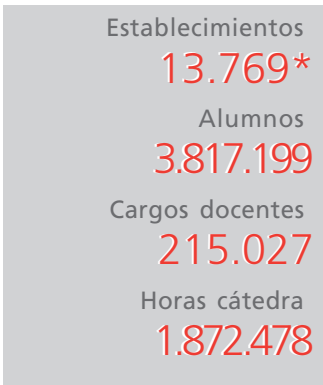 Establecimientos
13.769*
Alumnos
3.817.199
Cargos docentes
215.027
Horas cátedra
1.872.478